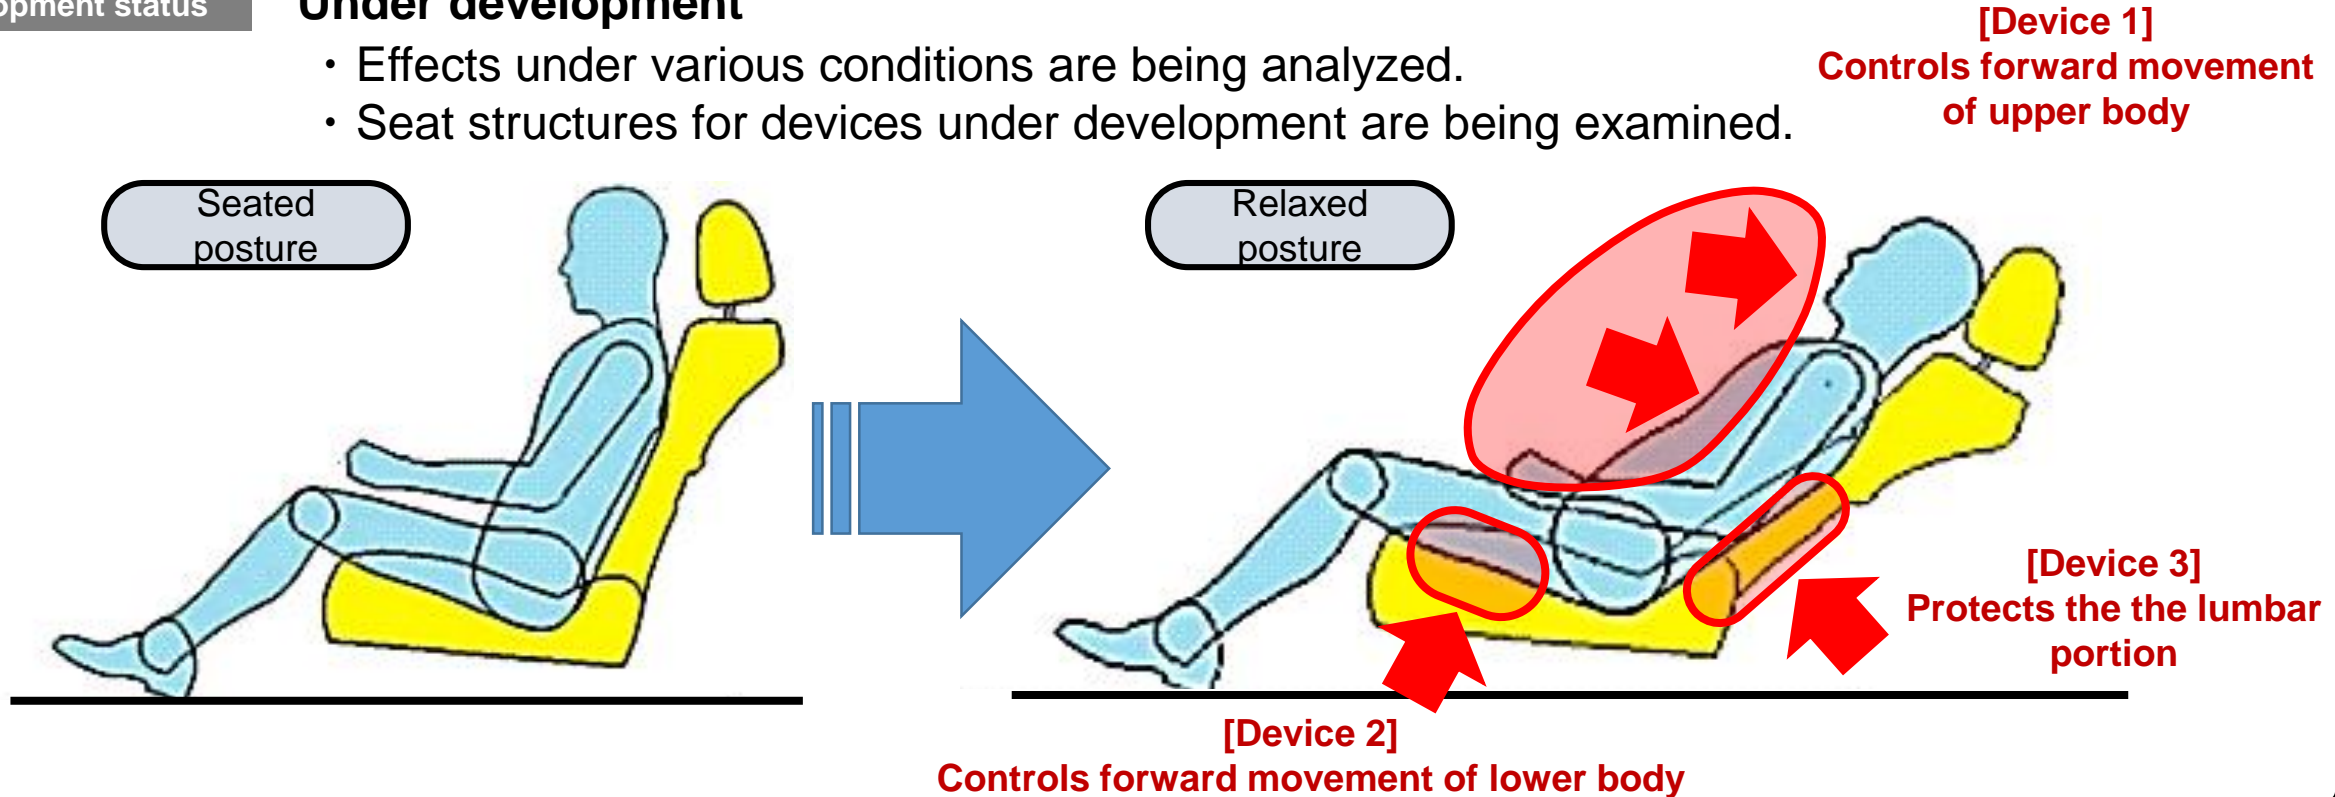 opment status
Under development
・Effects under various conditions are being analyzed.
・Seat structures for devices under development are being examined.
[Device 1]
Controls forward movement
of upper body
Seated
posture
Relaxed
posture
[Device 3]
Protects the the lumbar
portion
[Device 2]
Controls forward movement of lower body